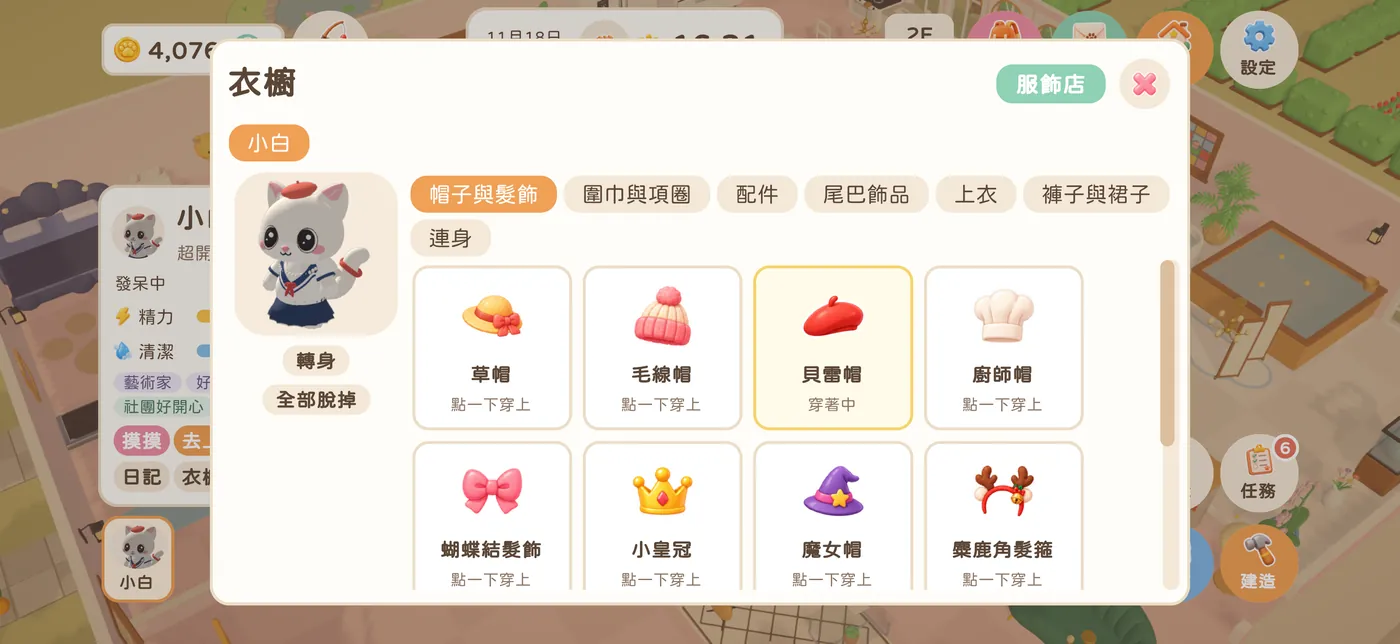 4,076
11月18日
2F
設定
衣櫥
服飾店
小白
帽子與髮飾
圍巾與項圈
配件
尾巴飾品
上衣
褲子與裙子
連身
轉身
全部脫掉
草帽
點一下穿上
毛線帽
點一下穿上
貝雷帽
穿著中
廚師帽
點一下穿上
蝴蝶結髮飾
點一下穿上
小皇冠
點一下穿上
魔女帽
點一下穿上
麋鹿角髮箍
點一下穿上
小
超開
發呆中
精力
清潔
藝術家
好
社團好開心
摸摸
去
日記
衣
小白
6
任務
建造